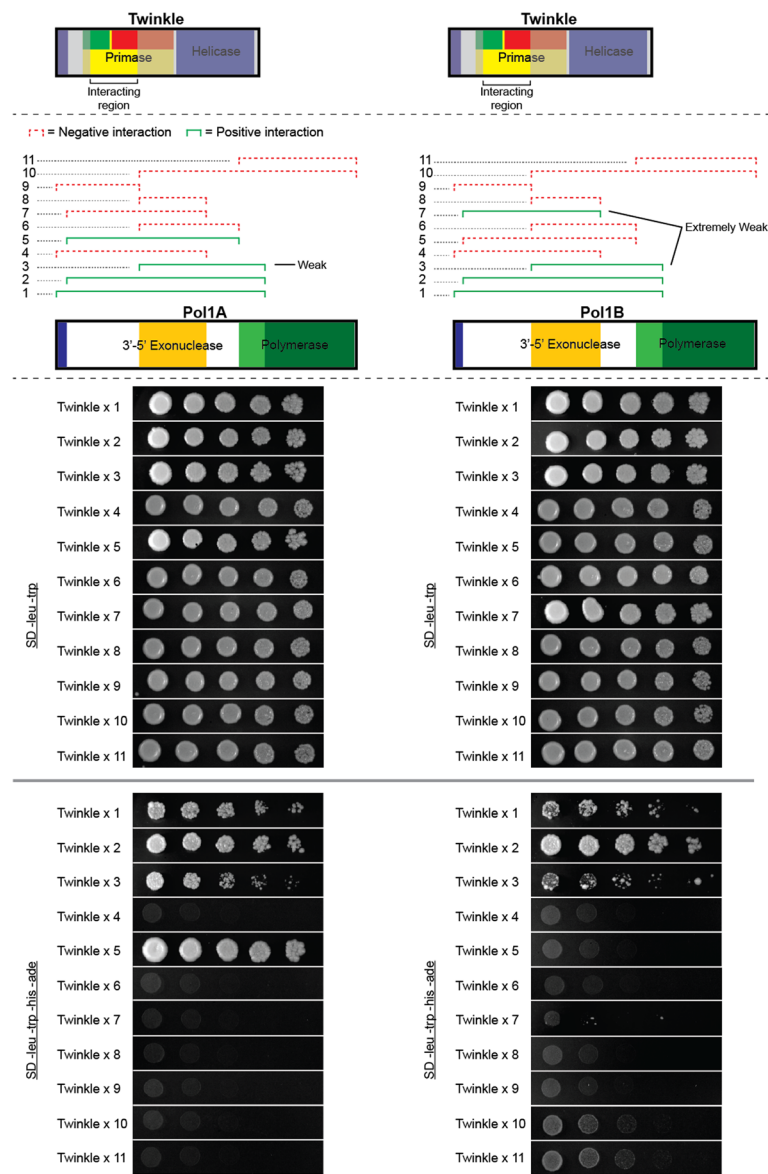 Twinkle
Twinkle
Primase
Helicase
Primase
Helicase
Interacting
region
Interacting
region
= Negative interaction
= Positive interaction
11
10
9
8
7
6
5
4
3
2
1
Weak
11
10
9
8
7
6
5
4
3
2
1
Extremely Weak
Pol1A
Pol1B
3'-5' Exonuclease
Polymerase
3'-5' Exonuclease
Polymerase
SD -leu -trp
Twinkle x 1
Twinkle x 2
Twinkle x 3
Twinkle x 4
Twinkle x 5
Twinkle x 6
Twinkle x 7
Twinkle x 8
Twinkle x 9
Twinkle x 10
Twinkle x 11
SD -leu -trp
Twinkle x 1
Twinkle x 2
Twinkle x 3
Twinkle x 4
Twinkle x 5
Twinkle x 6
Twinkle x 7
Twinkle x 8
Twinkle x 9
Twinkle x 10
Twinkle x 11
SD -leu -trp -his -ade
Twinkle x 1
Twinkle x 2
Twinkle x 3
Twinkle x 4
Twinkle x 5
Twinkle x 6
Twinkle x 7
Twinkle x 8
Twinkle x 9
Twinkle x 10
Twinkle x 11
SD -leu -trp -his -ade
Twinkle x 1
Twinkle x 2
Twinkle x 3
Twinkle x 4
Twinkle x 5
Twinkle x 6
Twinkle x 7
Twinkle x 8
Twinkle x 9
Twinkle x 10
Twinkle x 11